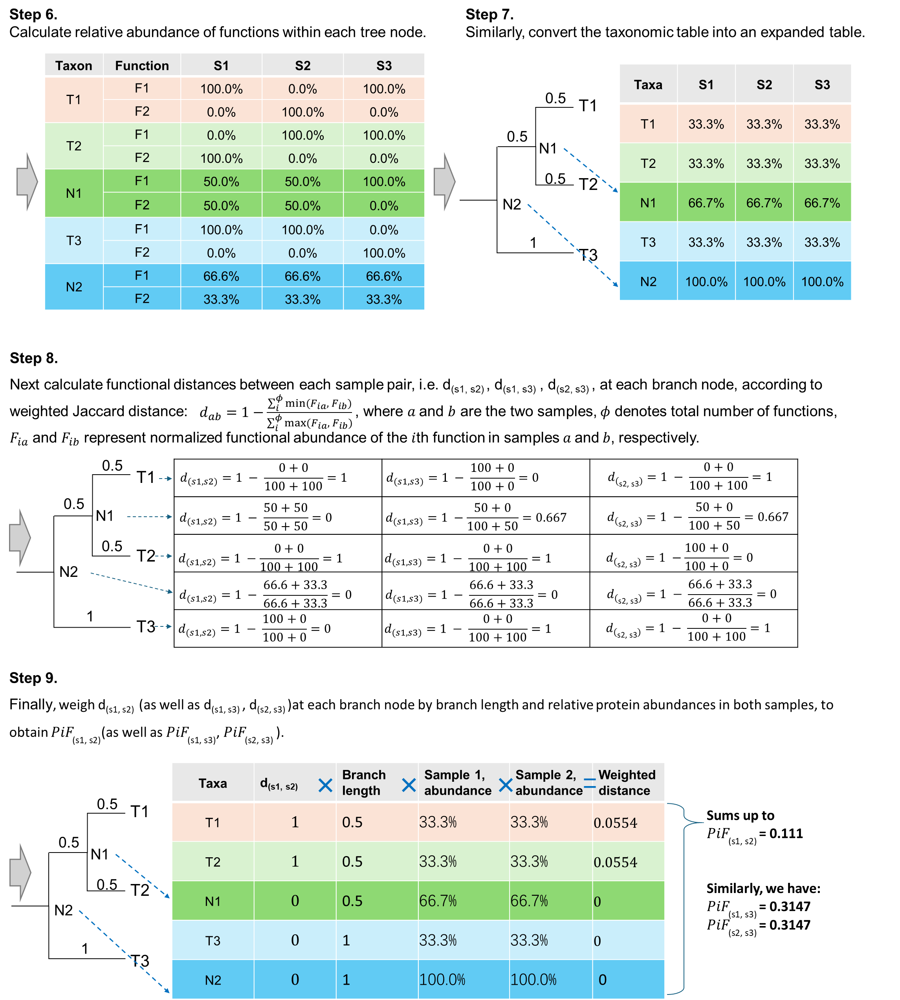 Step 6.
Calculate relative abundance of functions within each tree node.
Taxon Function S1 S2 S3
T1 F1 100.0% 0.0% 100.0%
F2 0.0% 100.0% 0.0%
T2 F1 0.0% 100.0% 100.0%
F2 100.0% 0.0% 0.0%
N1 F1 50.0% 50.0% 100.0%
F2 50.0% 50.0% 0.0%
T3 F1 100.0% 100.0% 0.0%
F2 0.0% 0.0% 100.0%
N2 F1 66.6% 66.6% 66.6%
F2 33.3% 33.3% 33.3%
Step 7.
Similarly, convert the taxonomic table into an expanded table.
0.5 T1
0.5 N1
0.5 T2
N2
1 T3
Taxa S1 S2 S3
T1 33.3% 33.3% 33.3%
T2 33.3% 33.3% 33.3%
N1 66.7% 66.7% 66.7%
T3 33.3% 33.3% 33.3%
N2 100.0% 100.0% 100.0%
Step 8.
Next calculate functional distances between each sample pair, i.e. d(s1, s2) , d(s1, s3) , d(s2, s3) , at each branch node, according to
weighted Jaccard distance: d_ab = 1 − (∑_i^ϕ min(F_ia, F_ib))/(∑_i^ϕ max(F_ia, F_ib)) , where a and b are the two samples, ϕ denotes total number of functions,
F_ia and F_ib represent normalized functional abundance of the ith function in samples a and b, respectively.
0.5 T1
0.5 N1
0.5 T2
N2
1 T3
d(s1,s2) = 1 − (0 + 0)/(100 + 100) = 1 d(s1,s3) = 1 − (100 + 0)/(100 + 0) = 0 d(s2, s3) = 1 − (0 + 0)/(100 + 100) = 1
d(s1,s2) = 1 − (50 + 50)/(50 + 50) = 0 d(s1,s3) = 1 − (50 + 0)/(100 + 50) = 0.667 d(s2, s3) = 1 − (50 + 0)/(100 + 50) = 0.667
d(s1,s2) = 1 − (0 + 0)/(100 + 100) = 1 d(s1,s3) = 1 − (0 + 0)/(100 + 100) = 1 d(s2, s3) = 1 − (100 + 0)/(100 + 0) = 0
d(s1,s2) = 1 − (66.6 + 33.3)/(66.6 + 33.3) = 0 d(s1,s3) = 1 − (66.6 + 33.3)/(66.6 + 33.3) = 0 d(s2, s3) = 1 − (66.6 + 33.3)/(66.6 + 33.3) = 0
d(s1,s2) = 1 − (100 + 0)/(100 + 0) = 0 d(s1,s3) = 1 − (0 + 0)/(100 + 100) = 1 d(s2, s3) = 1 − (0 + 0)/(100 + 100) = 1
Step 9.
Finally, weigh d(s1, s2) (as well as d(s1, s3) , d(s2, s3) )at each branch node by branch length and relative protein abundances in both samples, to
obtain PiF(s1, s2)(as well as PiF(s1, s3), PiF(s2, s3) ).
0.5 T1
0.5 N1
0.5 T2
N2
1 T3
Taxa d(s1, s2) × Branch length × Sample 1, abundance × Sample 2, abundance = Weighted distance
T1 1 0.5 33.3% 33.3% 0.0554
T2 1 0.5 33.3% 33.3% 0.0554
N1 0 0.5 66.7% 66.7% 0
T3 0 1 33.3% 33.3% 0
N2 0 1 100.0% 100.0% 0
Sums up to
PiF(s1, s2) = 0.111
Similarly, we have:
PiF(s1, s3) = 0.3147
PiF(s2, s3) = 0.3147